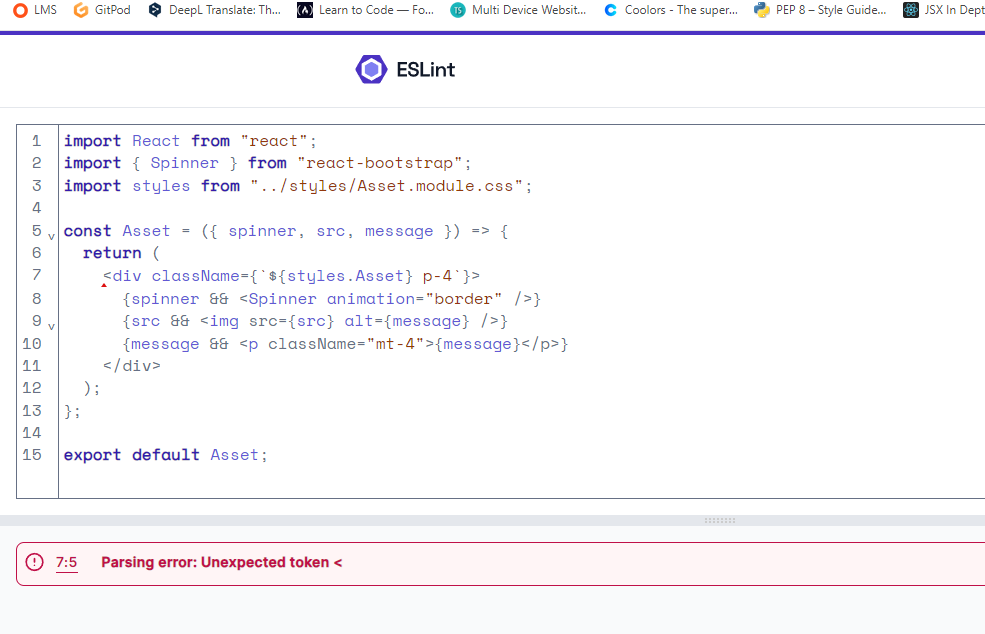 LMS GitPod DeepL Translate: Th... Learn to Code — Fo... Multi Device Websit... Coolors - The super... PEP 8 – Style Guide... JSX In Dept
ESLint
1 import React from "react";
2 import { Spinner } from "react-bootstrap";
3 import styles from "../styles/Asset.module.css";
4
5 const Asset = ({ spinner, src, message }) => {
6 return (
7 <div className={`${styles.Asset} p-4`}>
8 {spinner && <Spinner animation="border" />}
9 {src && <img src={src} alt={message} />}
10 {message && <p className="mt-4">{message}</p>}
11 </div>
12 );
13 };
14
15 export default Asset;
7:5 Parsing error: Unexpected token <